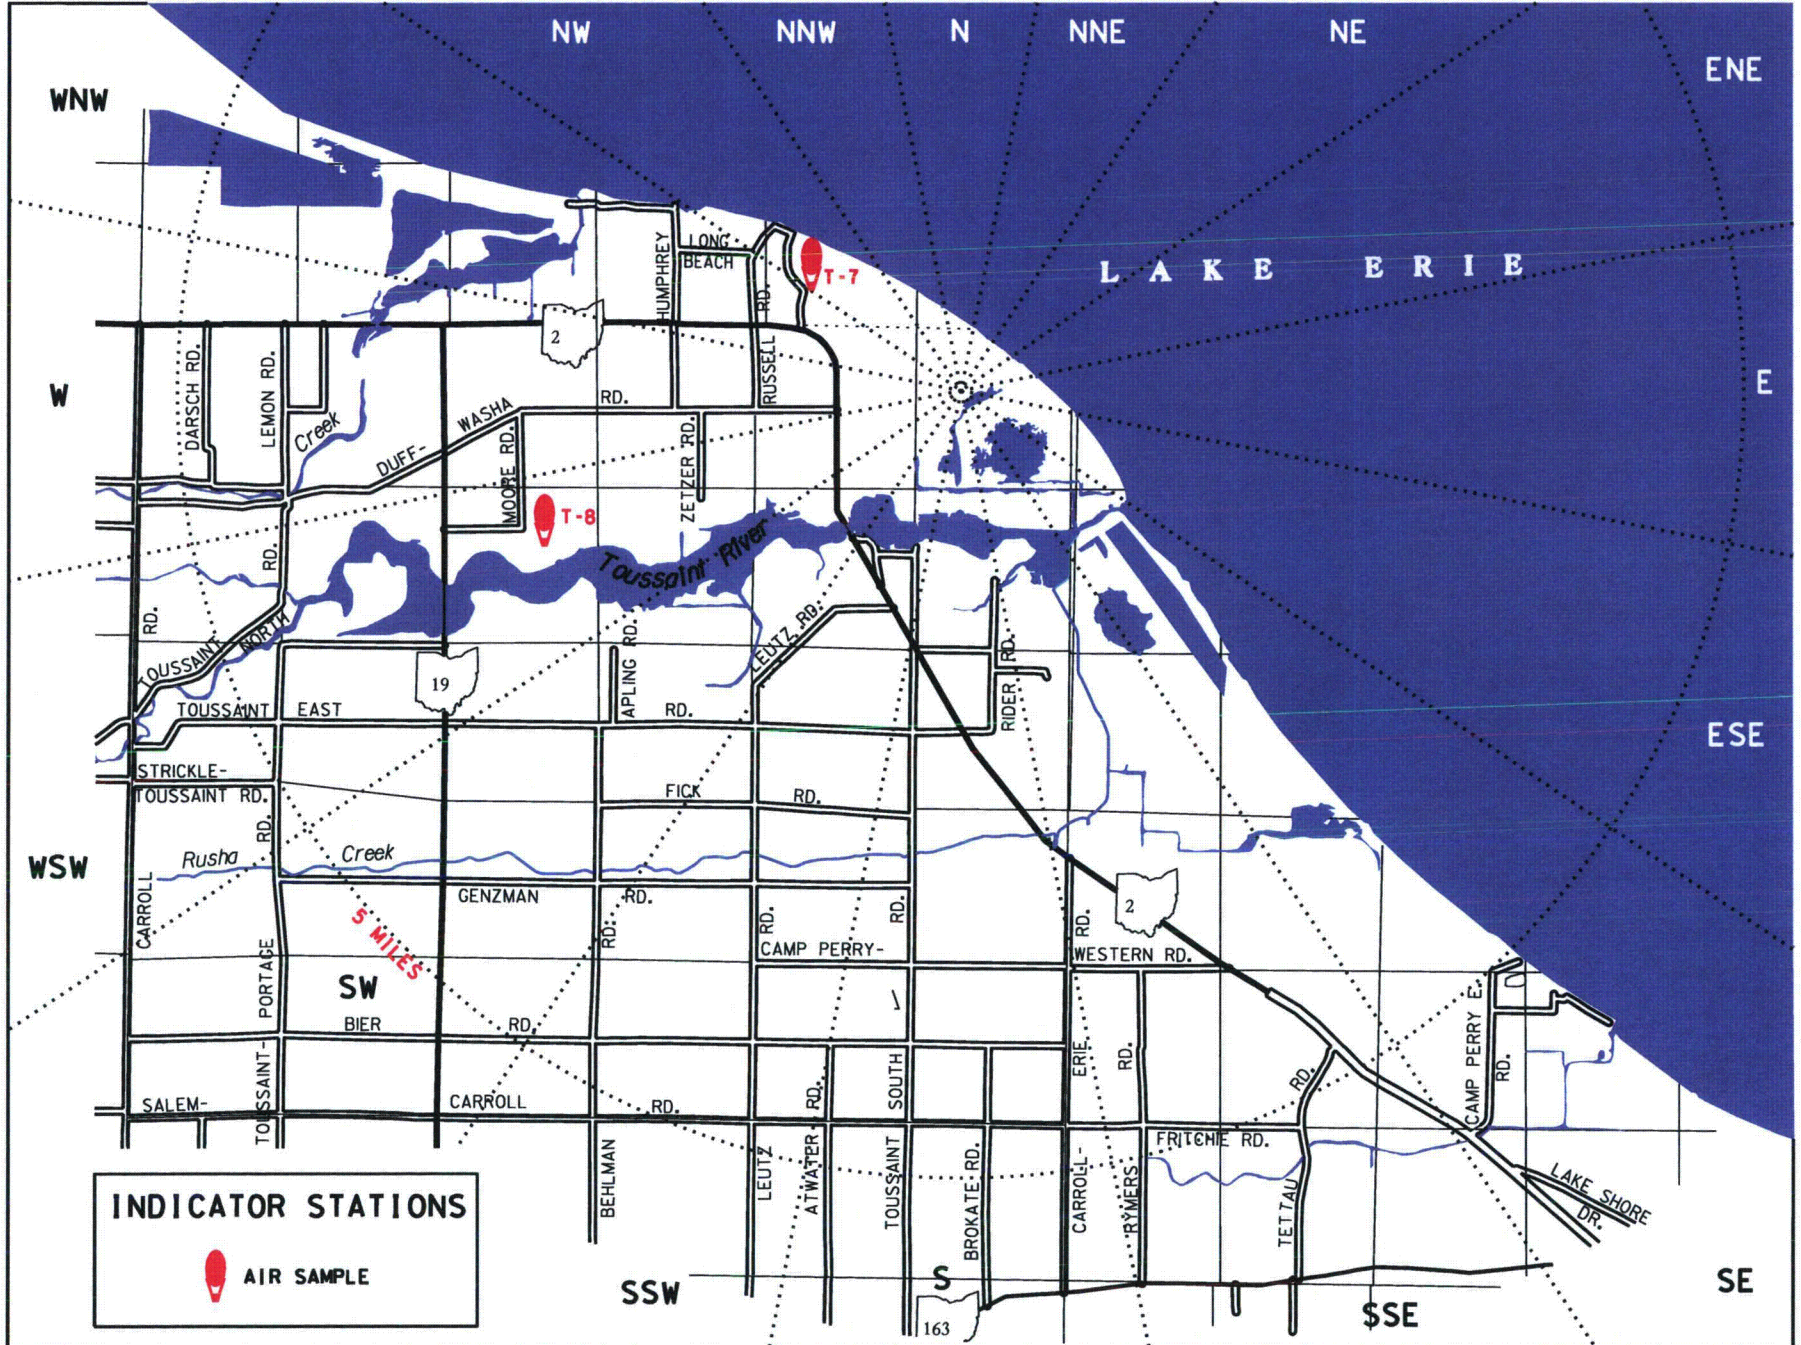 NW
NNW
N
NNE
NE
ENE
WNW
LAKE ERIE
HUMPHREY
LONG
BEACH
RD.
T-7
2
RUSSELL
W
E
DARSCH RD.
LEMON RD.
Creek
DUFF-
WASHA
RD.
MOORE RD.
ZETZER RD.
T-8
Toussaint River
RD.
RD.
TOUSSAINT
NORTH
19
APLING RD.
LEUTZ RD.
RIDER RD.
TOUSSAINT EAST RD.
ESE
STRICKLE-
TOUSSAINT RD.
FICK RD.
RD.
WSW
Rusha Creek
CARROLL
GENZMAN RD.
5 MILES
RD.
RD.
RD.
RD.
2
CAMP PERRY-
WESTERN RD.
SW
PORTAGE
BIER RD.
CAMP PERRY E.
RD.
TOUSSAINT-
SOUTH
ERIE
RD.
RD.
RD.
SALEM-
CARROLL RD.
FRITCHIE RD.
BEHLMAN
LEUTZ
ATWATER
TOUSSAINT
BROKATE RD.
CARROLL-
RYMERS
TETTAU
LAKE SHORE
DR.
INDICATOR STATIONS
AIR SAMPLE
SSW
S
163
SSE
SE